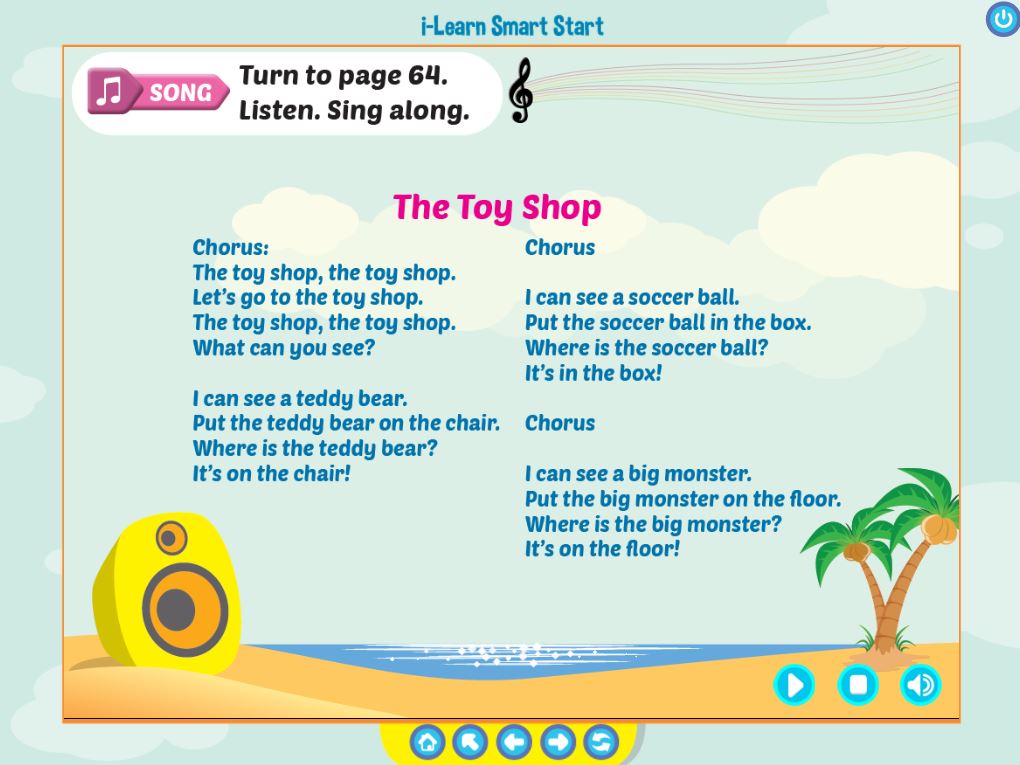 i-Learn Smart Start
SONG
Turn to page 64.
Listen. Sing along.
The Toy Shop
Chorus:
The toy shop, the toy shop.
Let's go to the toy shop.
The toy shop, the toy shop.
What can you see?
I can see a teddy bear.
Put the teddy bear on the chair.
Where is the teddy bear?
It's on the chair!
Chorus
I can see a soccer ball.
Put the soccer ball in the box.
Where is the soccer ball?
It's in the box!
Chorus
I can see a big monster.
Put the big monster on the floor.
Where is the big monster?
It's on the floor!